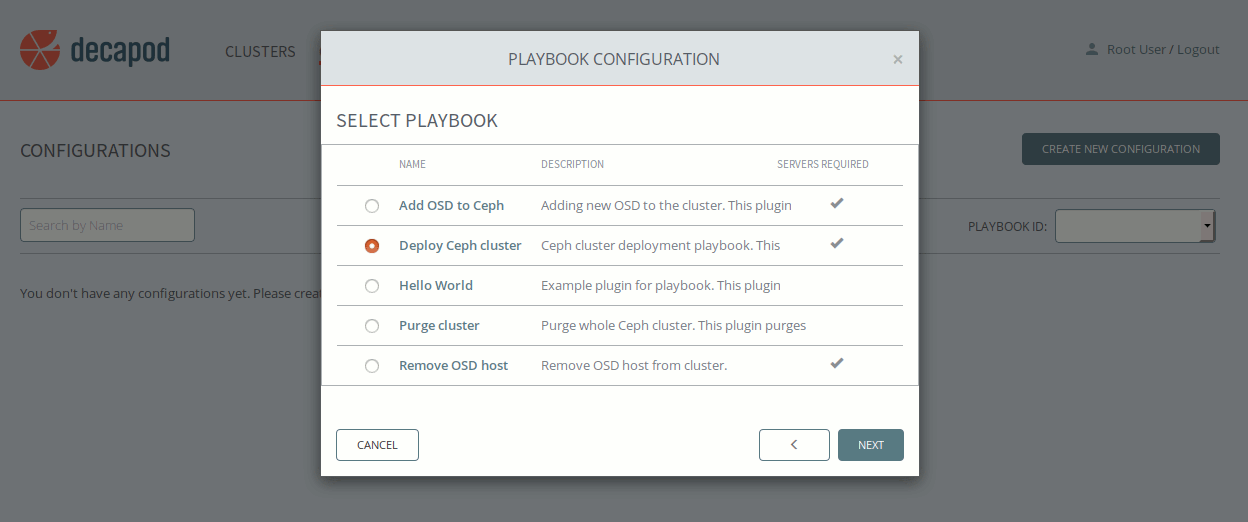 decapod
CLUSTERS
Root User / Logout
PLAYBOOK CONFIGURATION
×
CONFIGURATIONS
CREATE NEW CONFIGURATION
Search by Name
PLAYBOOK ID:
You don't have any configurations yet. Please
SELECT PLAYBOOK
NAME DESCRIPTION SERVERS REQUIRED
Add OSD to Ceph Adding new OSD to the cluster. This plugin
Deploy Ceph cluster Ceph cluster deployment playbook. This
Hello World Example plugin for playbook. This plugin
Purge cluster Purge whole Ceph cluster. This plugin purges
Remove OSD host Remove OSD host from cluster.
CANCEL
<
NEXT